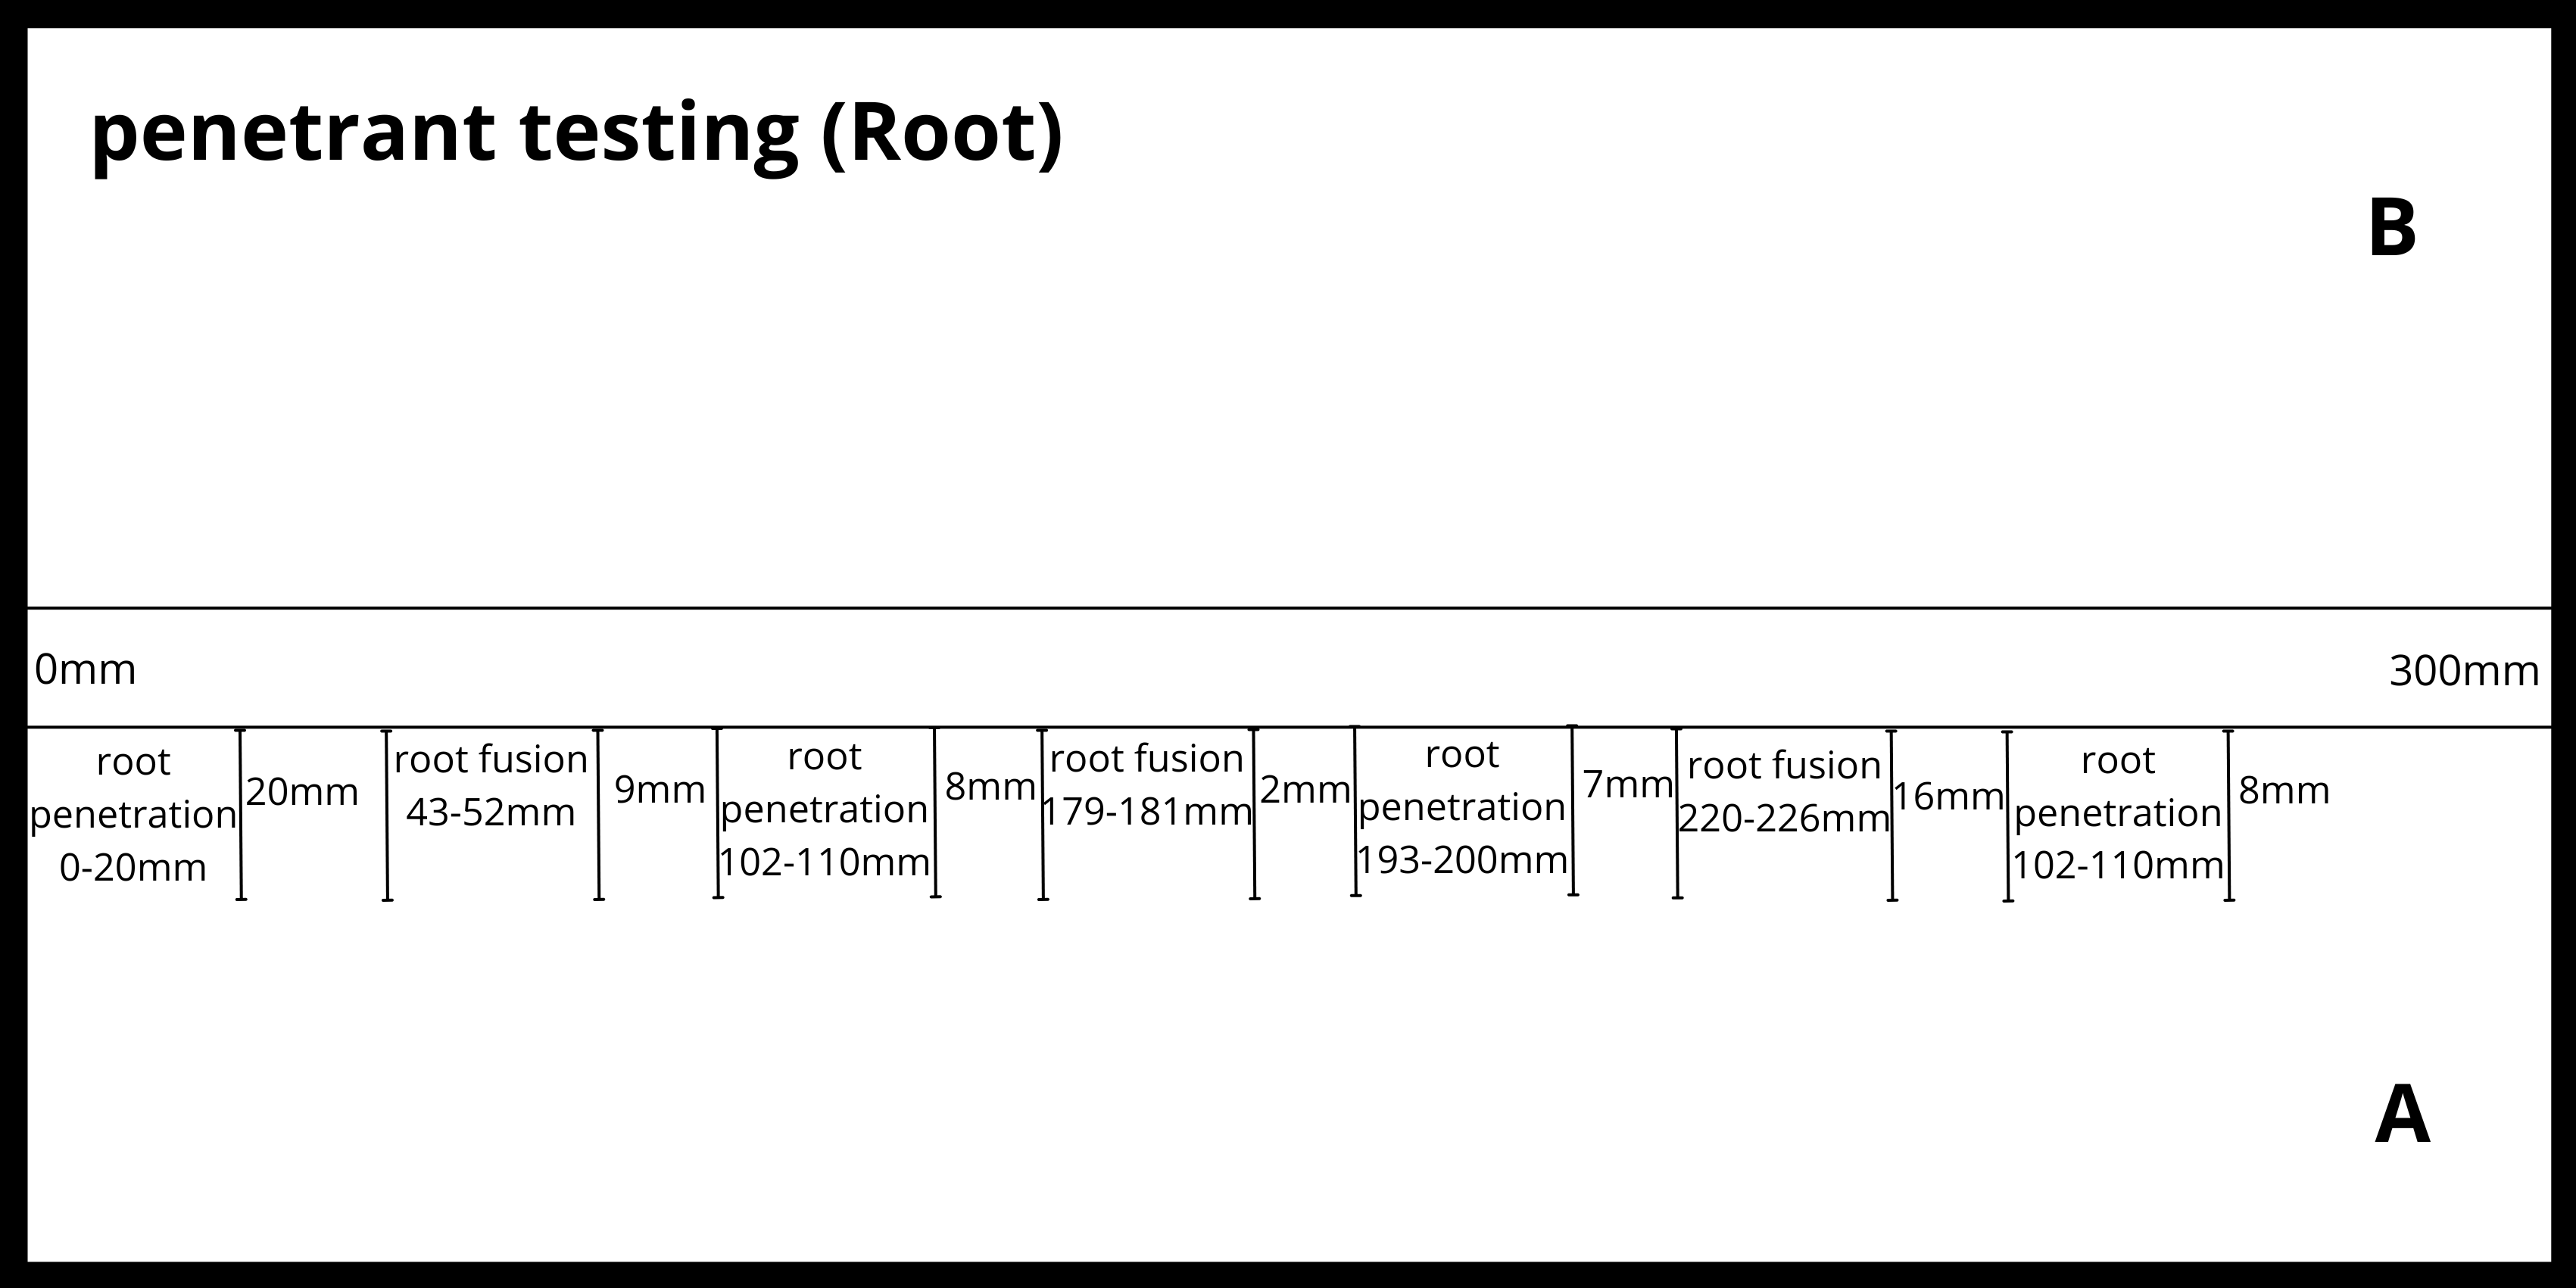 penetrant testing (Root)
B
0mm
300mm
root
penetration
0-20mm
20mm
root fusion
43-52mm
9mm
root
penetration
102-110mm
8mm
root fusion
179-181mm
2mm
root
penetration
193-200mm
7mm
root fusion
220-226mm
16mm
root
penetration
102-110mm
8mm
A